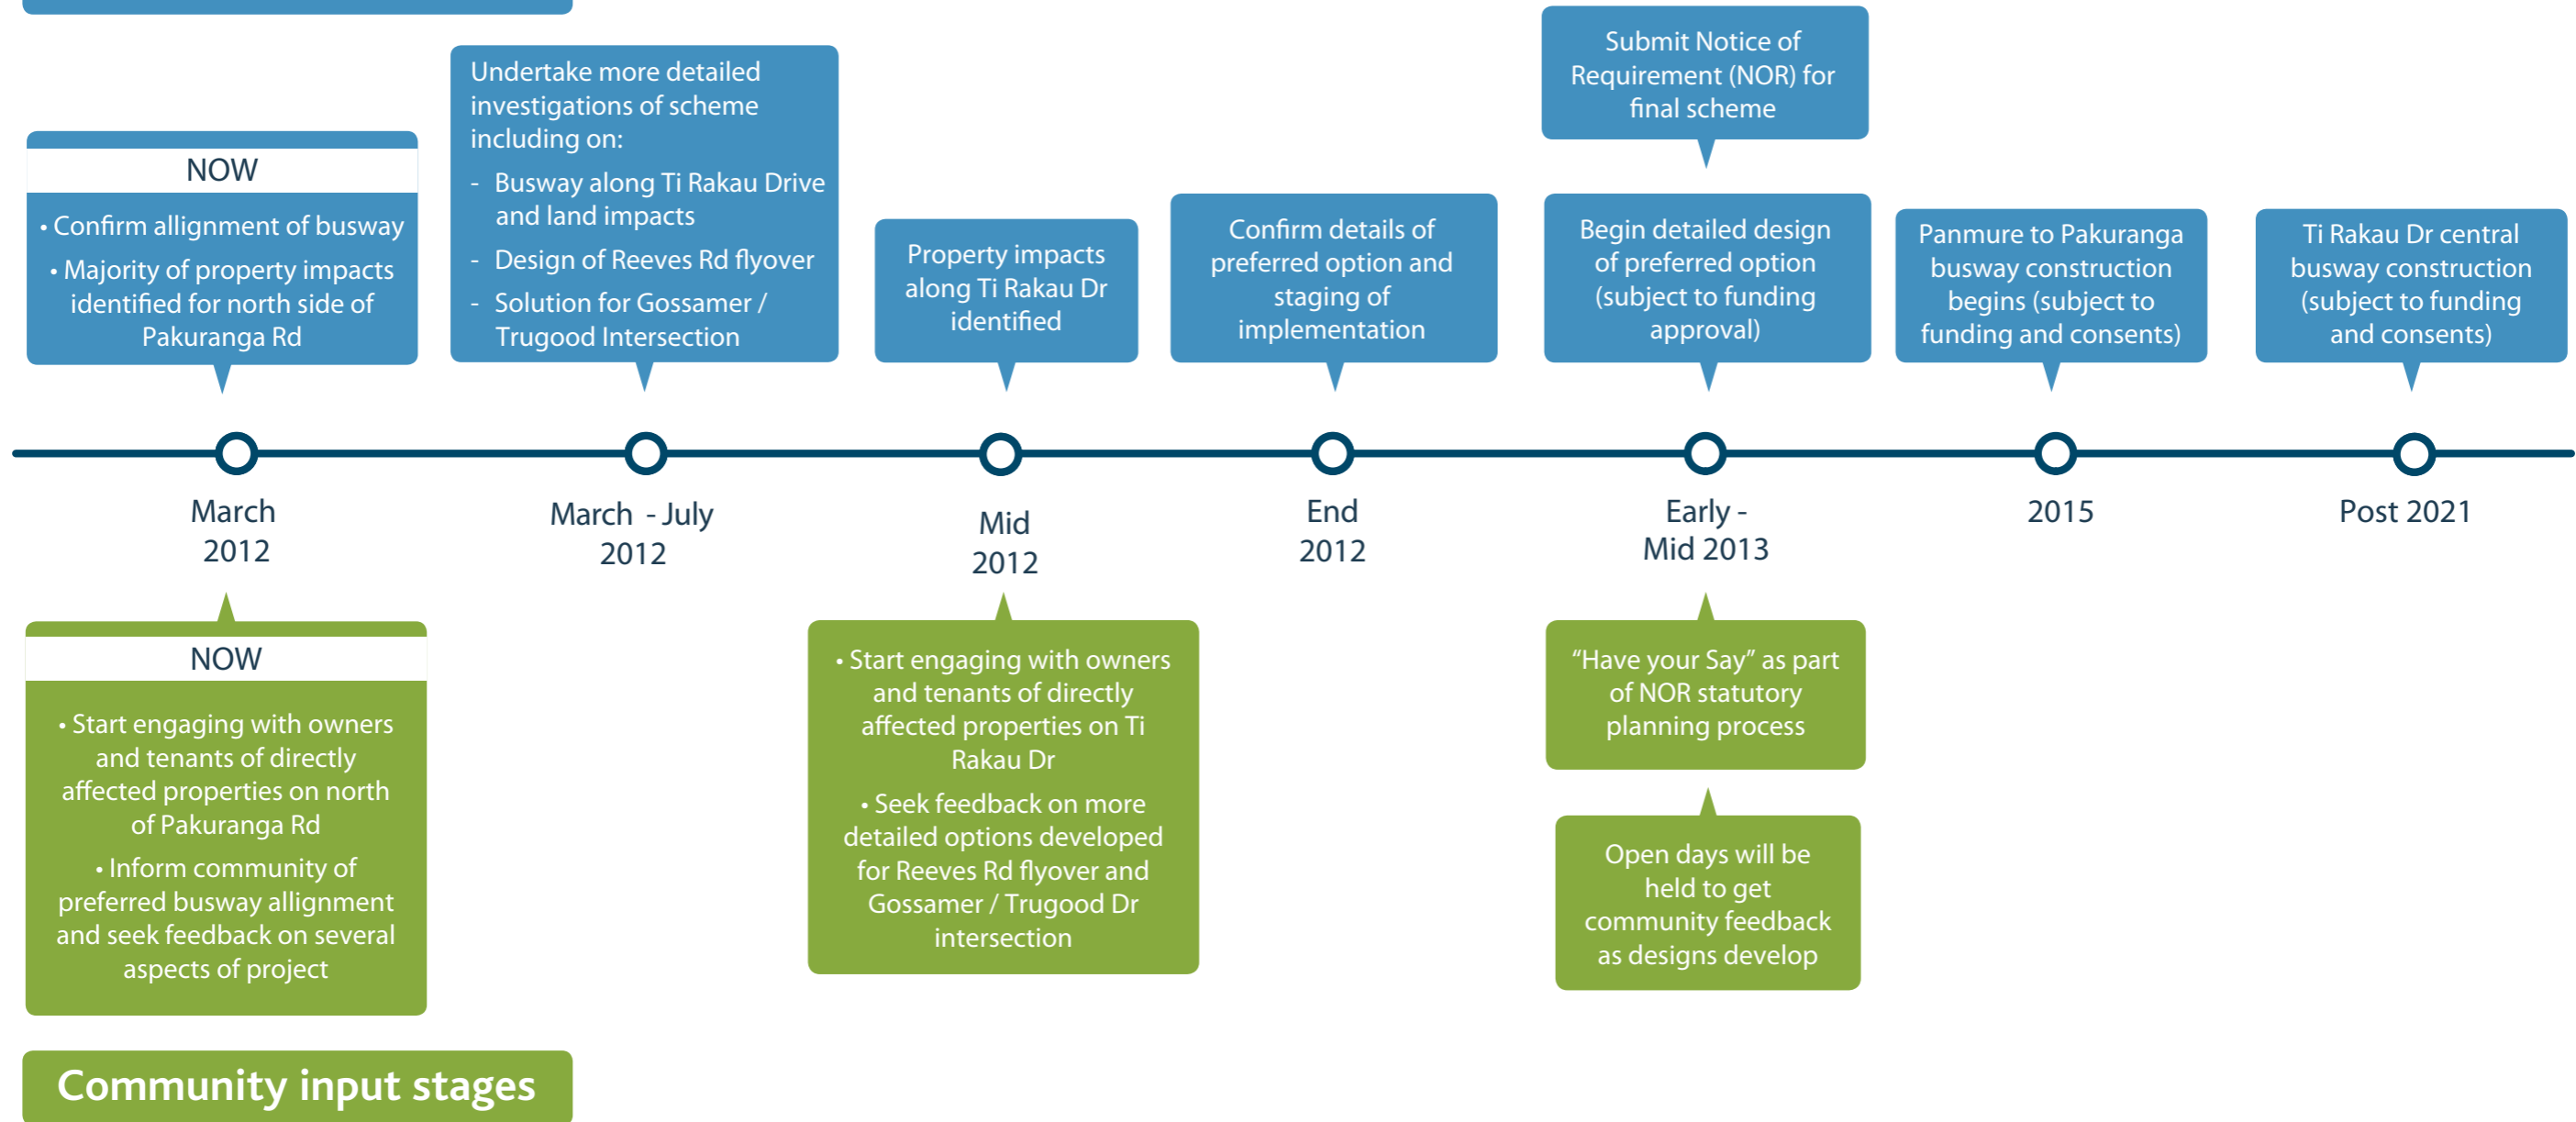 NOW
• Confirm allignment of busway
• Majority of property impacts
identified for north side of
Pakuranga Rd
Undertake more detailed
investigations of scheme
including on:
- Busway along Ti Rakau Drive
and land impacts
- Design of Reeves Rd flyover
- Solution for Gossamer /
Trugood Intersection
Property impacts
along Ti Rakau Dr
identified
Confirm details of
preferred option and
staging of
implementation
Submit Notice of
Requirement (NOR) for
final scheme
Begin detailed design
of preferred option
(subject to funding
approval)
Panmure to Pakuranga
busway construction
begins (subject to
funding and consents)
Ti Rakau Dr central
busway construction
(subject to funding
and consents)
March
2012
March - July
2012
Mid
2012
End
2012
Early -
Mid 2013
2015
Post 2021
NOW
• Start engaging with owners
and tenants of directly
affected properties on north
of Pakuranga Rd
• Inform community of
preferred busway allignment
and seek feedback on several
aspects of project
• Start engaging with owners
and tenants of directly
affected properties on Ti
Rakau Dr
• Seek feedback on more
detailed options developed
for Reeves Rd flyover and
Gossamer / Trugood Dr
intersection
“Have your Say” as part
of NOR statutory
planning process
Open days will be
held to get
community feedback
as designs develop
Community input stages